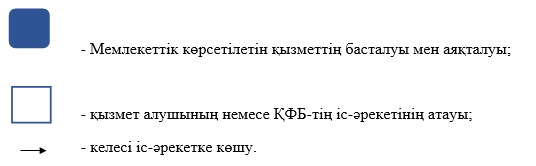 - Мемлекеттік көрсетілетін қызметтің басталуы мен аяқталуы;
- қызмет алушының немесе ҚФБ-тің іс-әрекетінің атауы;
- келесі іс-әрекетке көшу.